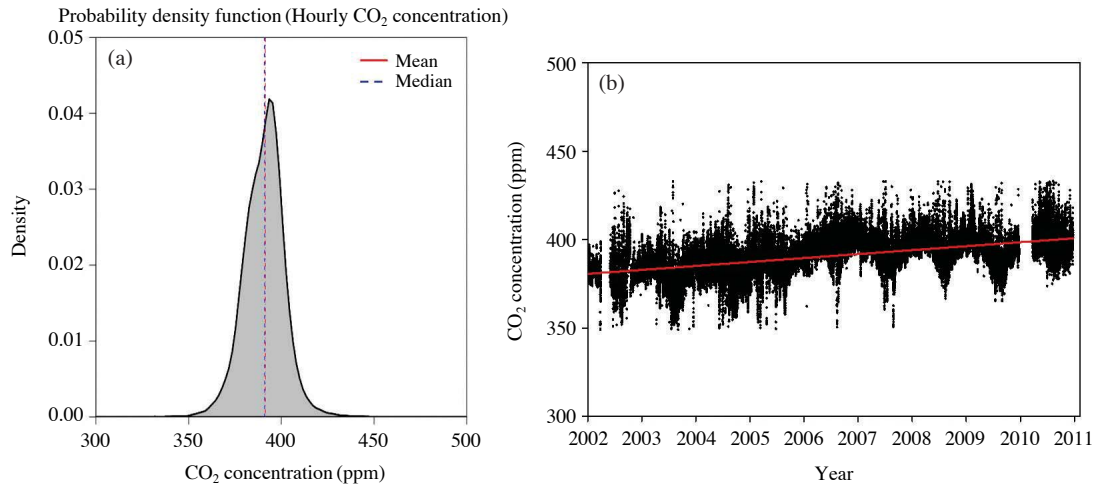 Probability density function (Hourly CO₂ concentration)
(a)
Mean
Median
0.05
0.04
0.03
0.02
0.01
0.00
Density
300 350 400 450 500
CO₂ concentration (ppm)
(b)
500
450
400
350
300
CO₂ concentration (ppm)
2002 2003 2004 2005 2006 2007 2008 2009 2010 2011
Year